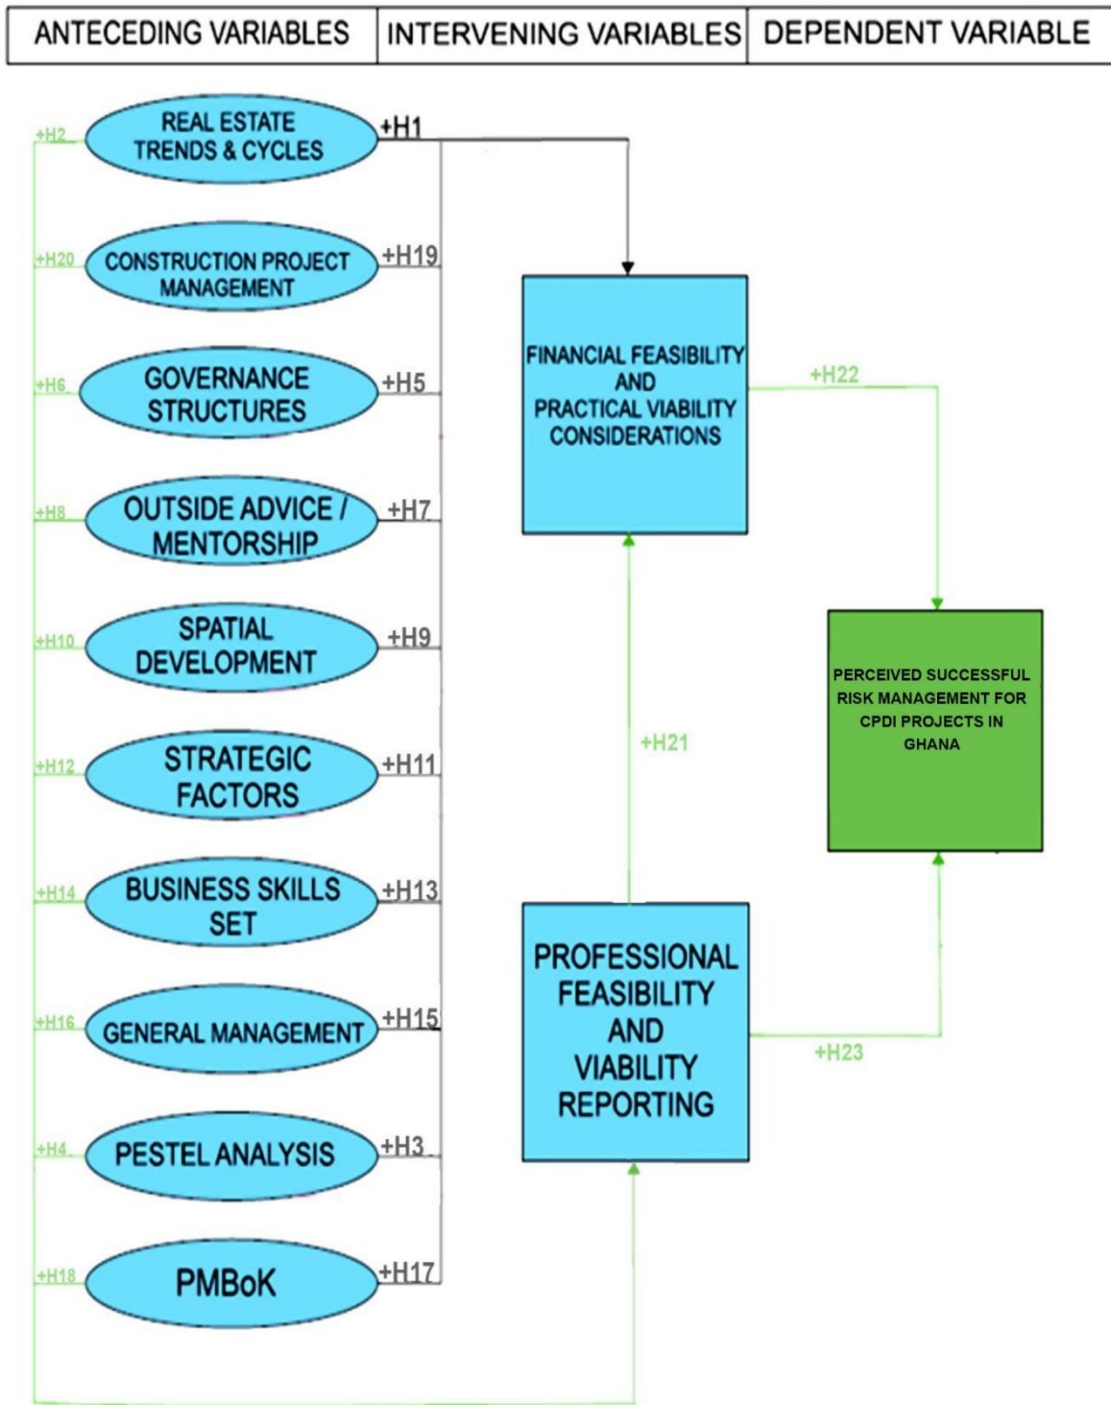 ANTECEDING VARIABLES
INTERVENING VARIABLES
DEPENDENT VARIABLE
+H2
REAL ESTATE
TRENDS & CYCLES
+H1
+H20
CONSTRUCTION PROJECT
MANAGEMENT
+H19
+H6
GOVERNANCE
STRUCTURES
+H5
+H8
OUTSIDE ADVICE /
MENTORSHIP
+H7
+H10
SPATIAL
DEVELOPMENT
+H9
+H12
STRATEGIC
FACTORS
+H11
+H14
BUSINESS SKILLS
SET
+H13
+H16
GENERAL MANAGEMENT
+H15
+H4
PESTEL ANALYSIS
+H3
+H18
PMBoK
+H17
FINANCIAL FEASIBILITY
AND
PRACTICAL VIABILITY
CONSIDERATIONS
+H22
+H21
PROFESSIONAL
FEASIBILITY
AND
VIABILITY
REPORTING
+H23
PERCEIVED SUCCESSFUL
RISK MANAGEMENT FOR
CPDI PROJECTS IN
GHANA